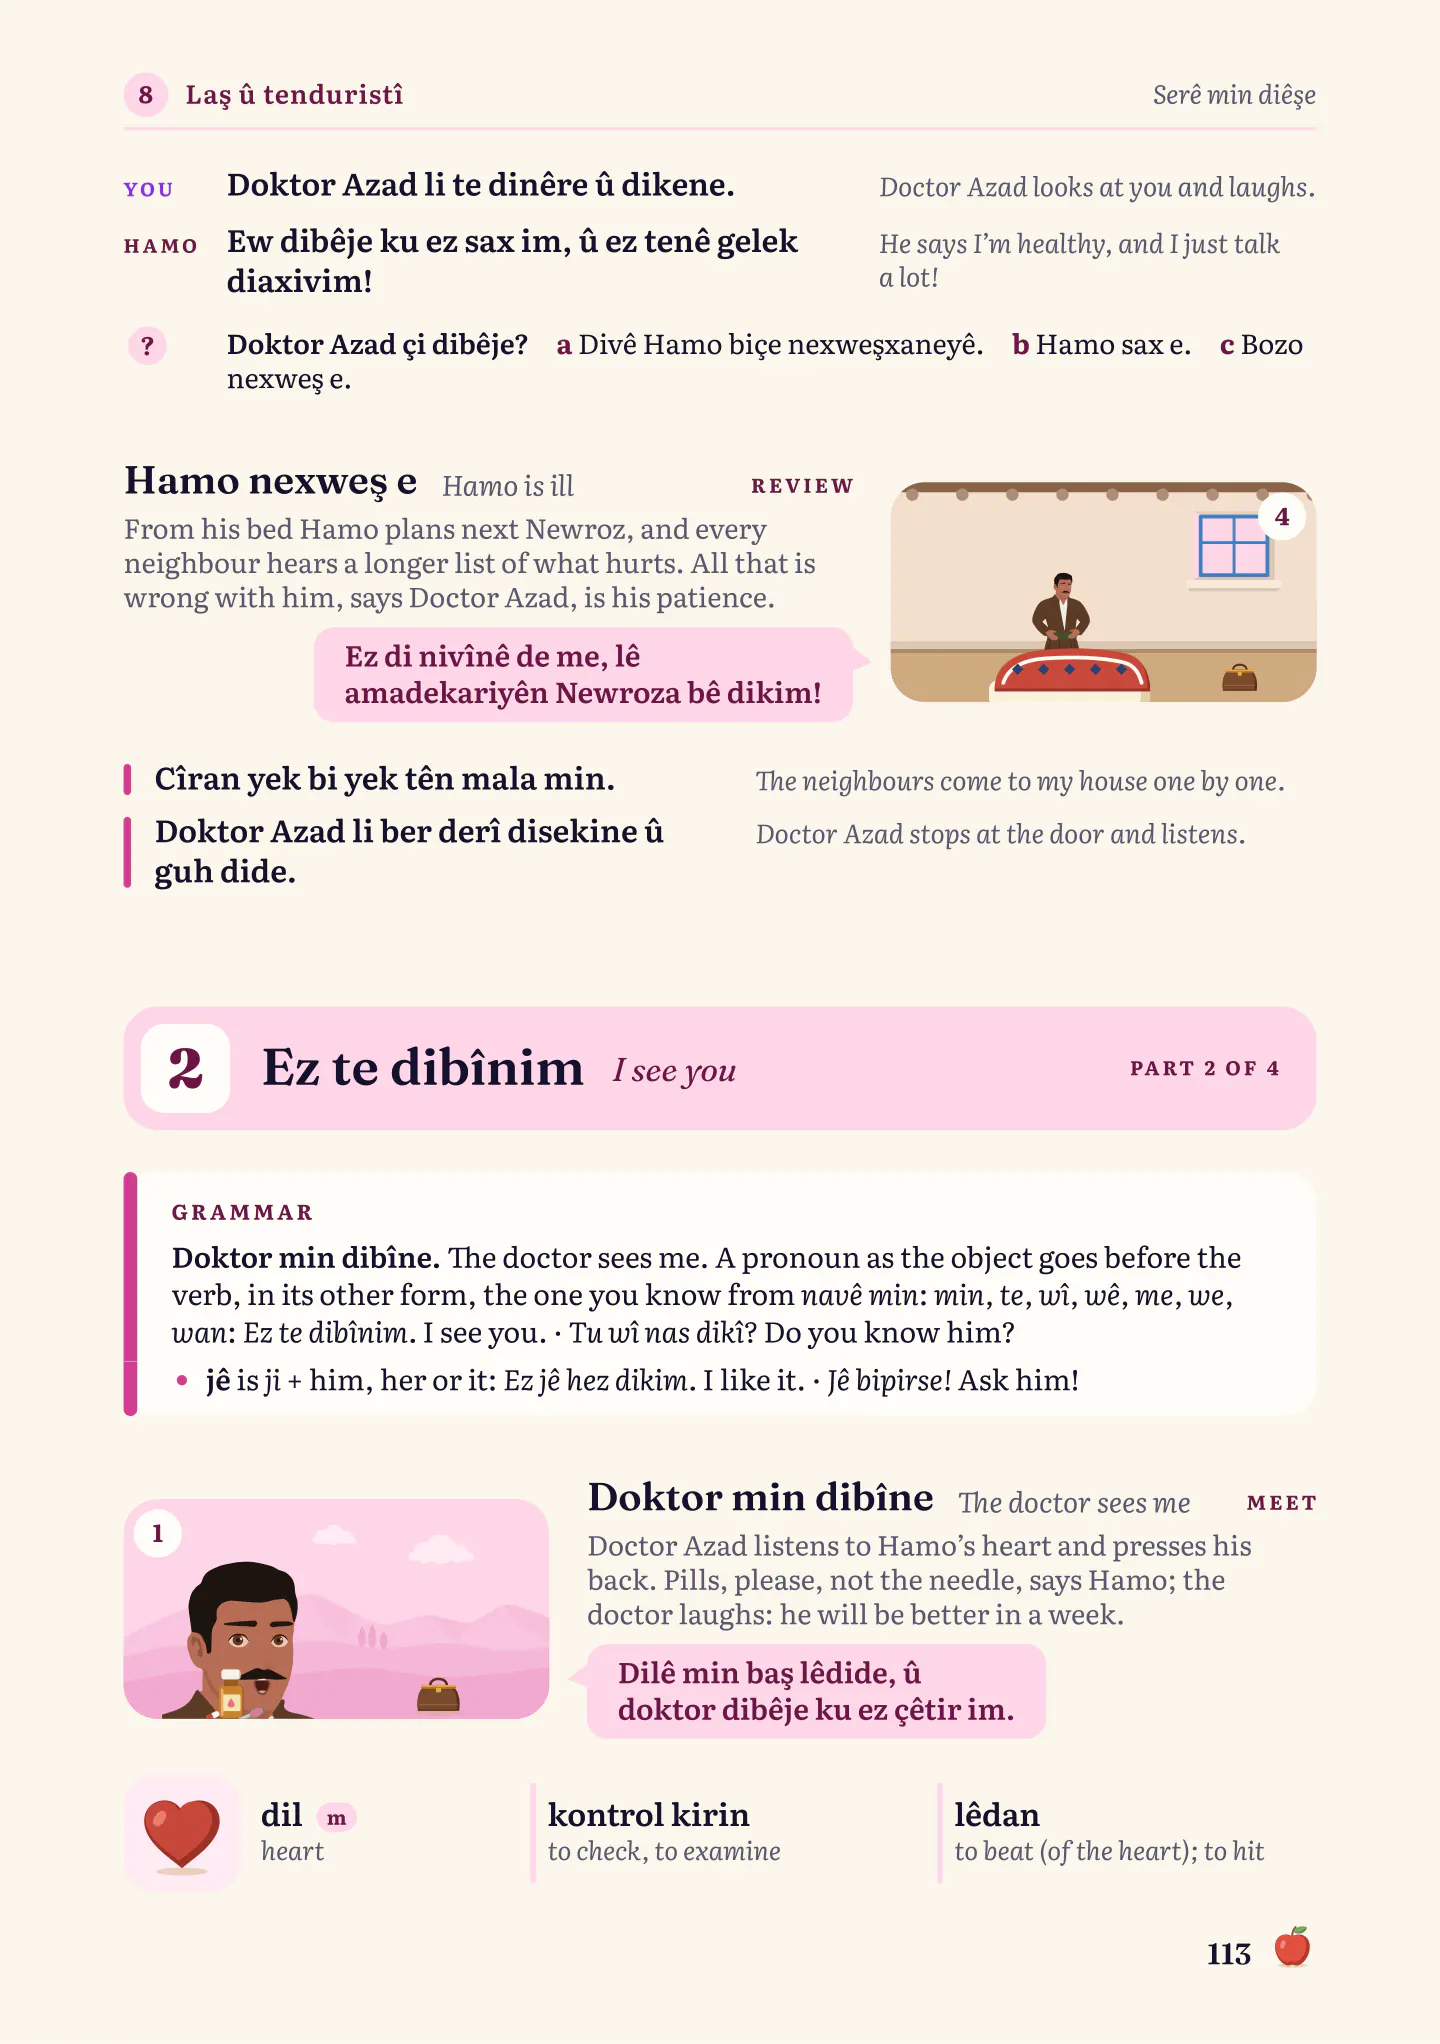 8 Laş û tenduristî Serê min diêşe
YOU Doktor Azad li te dinêre û dikene. Doctor Azad looks at you and laughs.
HAMO Ew dibêje ku ez sax im, û ez tenê gelek
diaxivim!
He says I'm healthy, and I just talk
a lot!
? Doktor Azad çi dibêje? a Divê Hamo biçe nexweşxaneyê. b Hamo sax e. c Bozo
nexweş e.
Hamo nexweş e Hamo is ill REVIEW
From his bed Hamo plans next Newroz, and every
neighbour hears a longer list of what hurts. All that is
wrong with him, says Doctor Azad, is his patience.
Ez di nivînê de me, lê
amadekariyên Newroza bê dikim!
4
Cîran yek bi yek tên mala min. The neighbours come to my house one by one.
Doktor Azad li ber derî disekine û
guh dide.
Doctor Azad stops at the door and listens.
2 Ez te dibînim I see you PART 2 OF 4
GRAMMAR
Doktor min dibîne. The doctor sees me. A pronoun as the object goes before the
verb, in its other form, the one you know from navê min: min, te, wî, wê, me, we,
wan: Ez te dibînim. I see you. · Tu wî nas dikî? Do you know him?
• jê is ji + him, her or it: Ez jê hez dikim. I like it. · Jê bipirse! Ask him!
1
Doktor min dibîne The doctor sees me MEET
Doctor Azad listens to Hamo's heart and presses his
back. Pills, please, not the needle, says Hamo; the
doctor laughs: he will be better in a week.
Dilê min baş lêdide, û
doktor dibêje ku ez çêtir im.
dil m
heart
kontrol kirin
to check, to examine
lêdan
to beat (of the heart); to hit
113